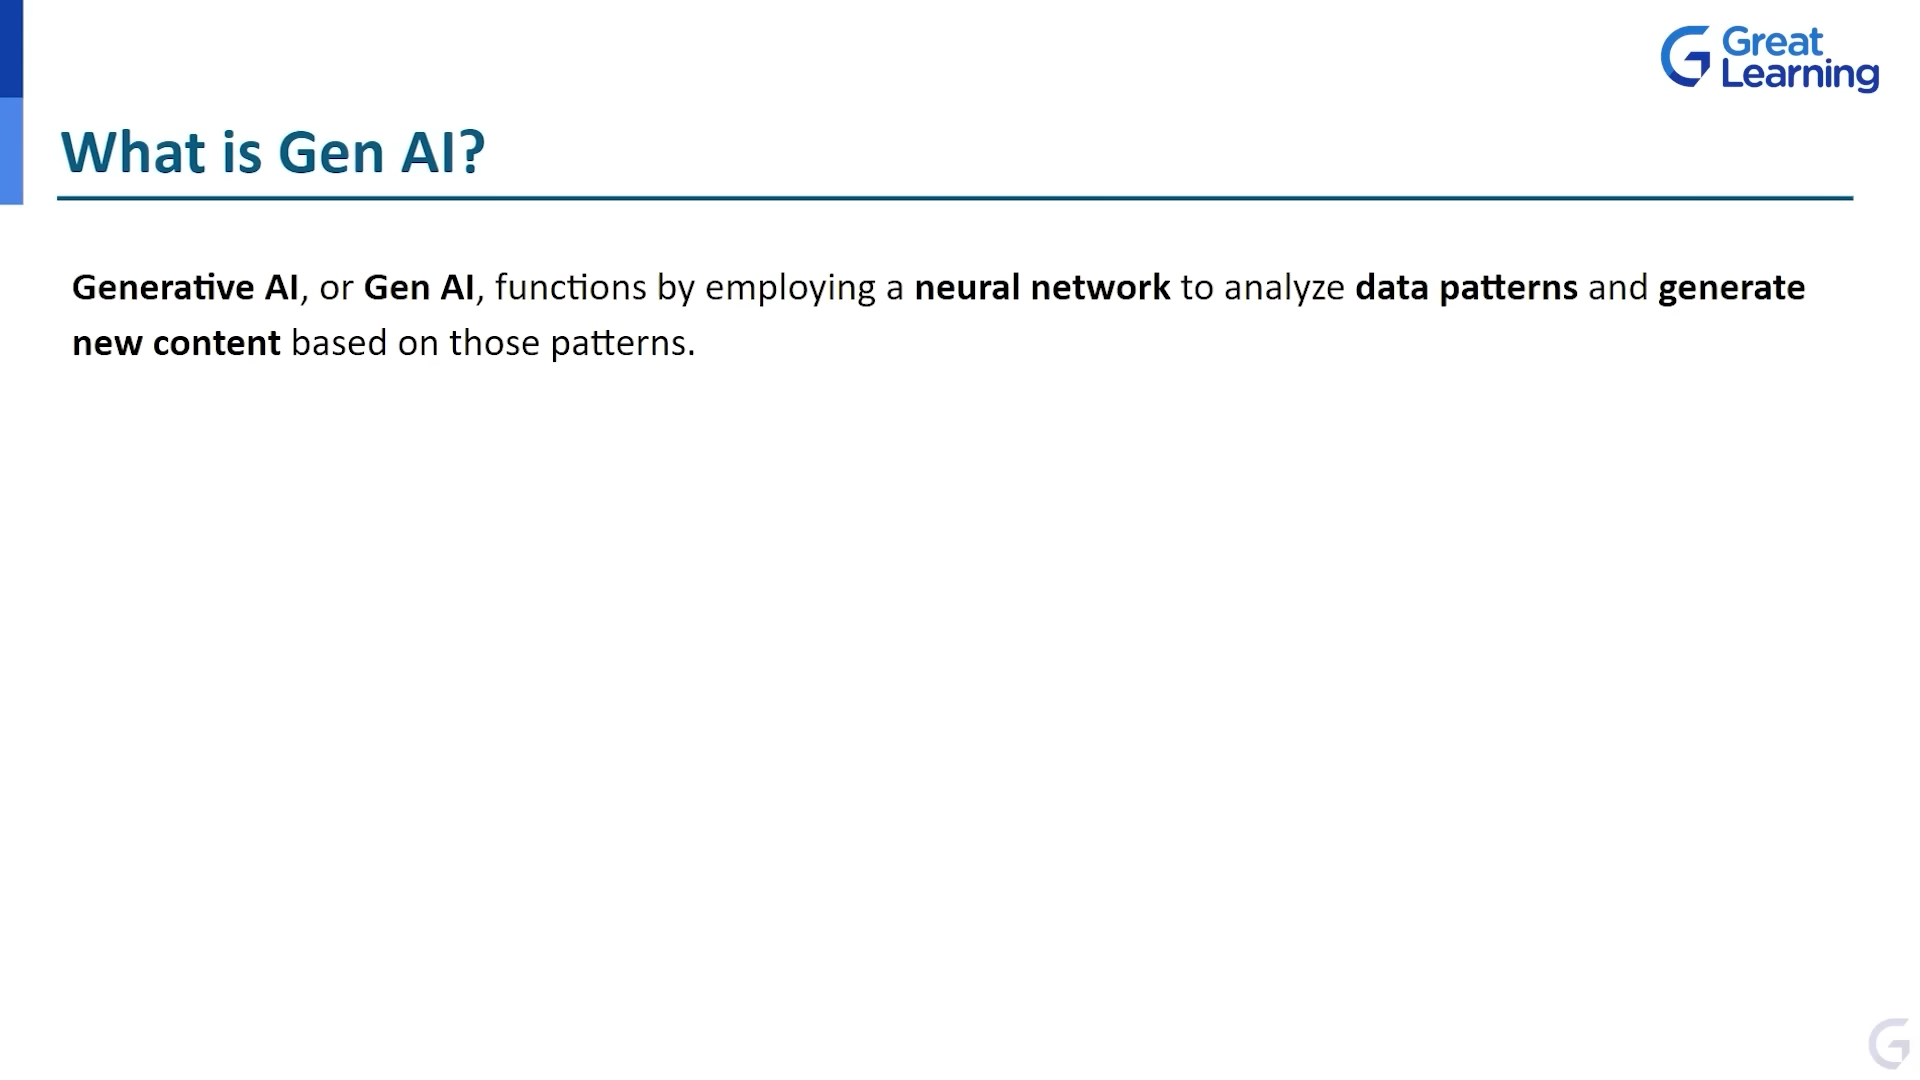 Great
Learning
What is Gen AI?
Generative AI, or Gen AI, functions by employing a neural network to analyze data patterns and generate
new content based on those patterns.